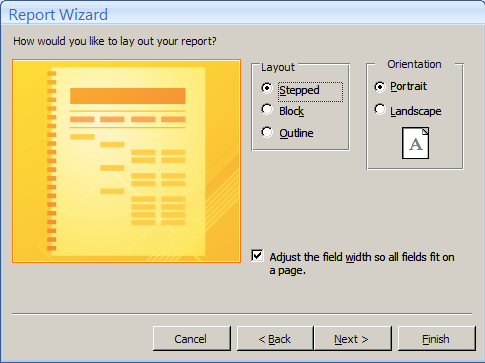 Report Wizard
How would you like to lay out your report?
Layout
Stepped
Block
Outline
Orientation
Portrait
Landscape
A
Adjust the field width so all fields fit on
a page.
Cancel
< Back
Next >
Finish